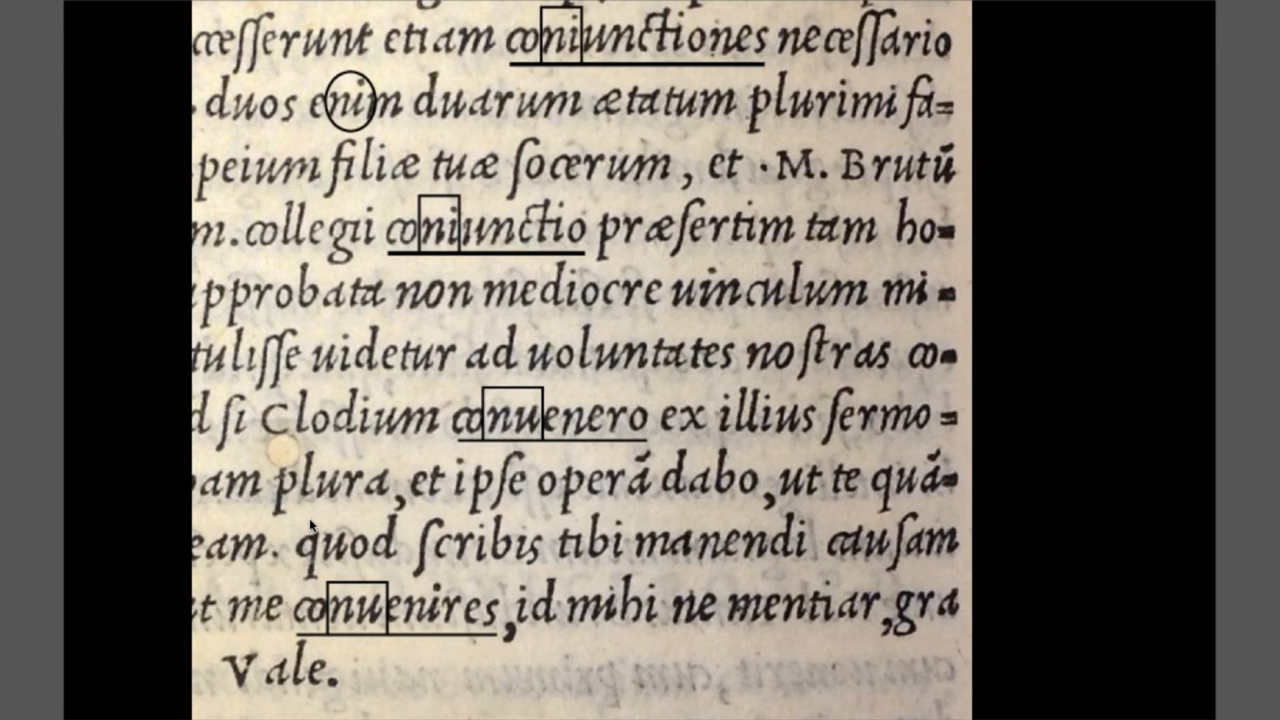 cæsserunt etiam coniunctiones necessario
. duos enim duarum ætatum plurimi fa=
peium filiæ tuæ socerum, et ·M. Brutū
m. collegii coniunctio præsertim tam ho=
pprobata non mediocre uinculum mi=
tulisse uidetur ad uoluntates nostras co=
d si Clodium conuenero ex illius sermo=
am plura, et ipse operā dabo, ut te quā=
eam. quod scribis tibi manendi causam
t me conuenires, id mihi ne mentiar, gra
Vale.